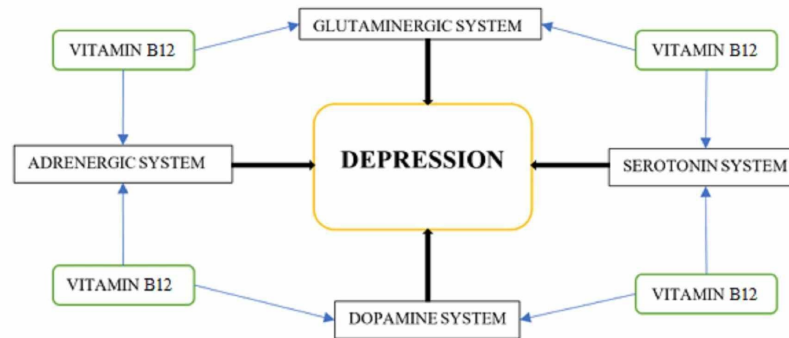 GLUTAMINERGIC SYSTEM
VITAMIN B12
VITAMIN B12
ADRENERGIC SYSTEM
DEPRESSION
SEROTONIN SYSTEM
VITAMIN B12
VITAMIN B12
DOPAMINE SYSTEM